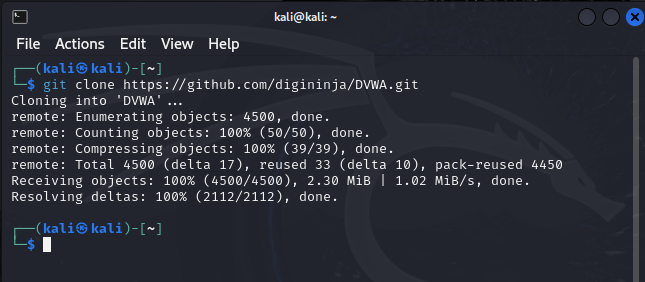 kali@kali: ~
File Actions Edit View Help
┌──(kali㉿kali)-[~]
└─$ git clone https://github.com/digininja/DVWA.git
Cloning into 'DVWA'...
remote: Enumerating objects: 4500, done.
remote: Counting objects: 100% (50/50), done.
remote: Compressing objects: 100% (39/39), done.
remote: Total 4500 (delta 17), reused 33 (delta 10), pack-reused 4450
Receiving objects: 100% (4500/4500), 2.30 MiB | 1.02 MiB/s, done.
Resolving deltas: 100% (2112/2112), done.
┌──(kali㉿kali)-[~]
└─$